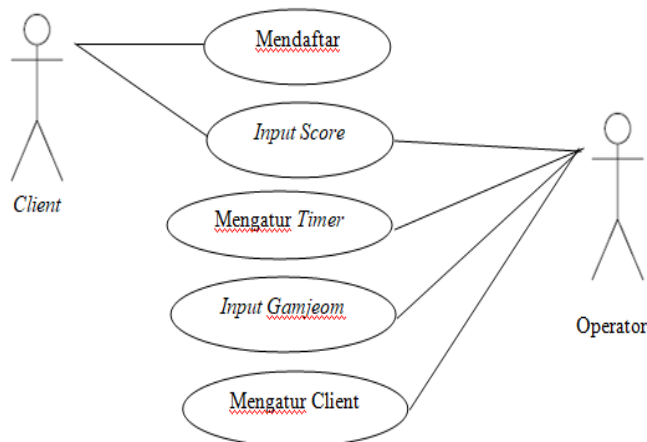 Mendaftar
Input Score
Client
Mengatur Timer
Input Gamjeom
Operator
Mengatur Client